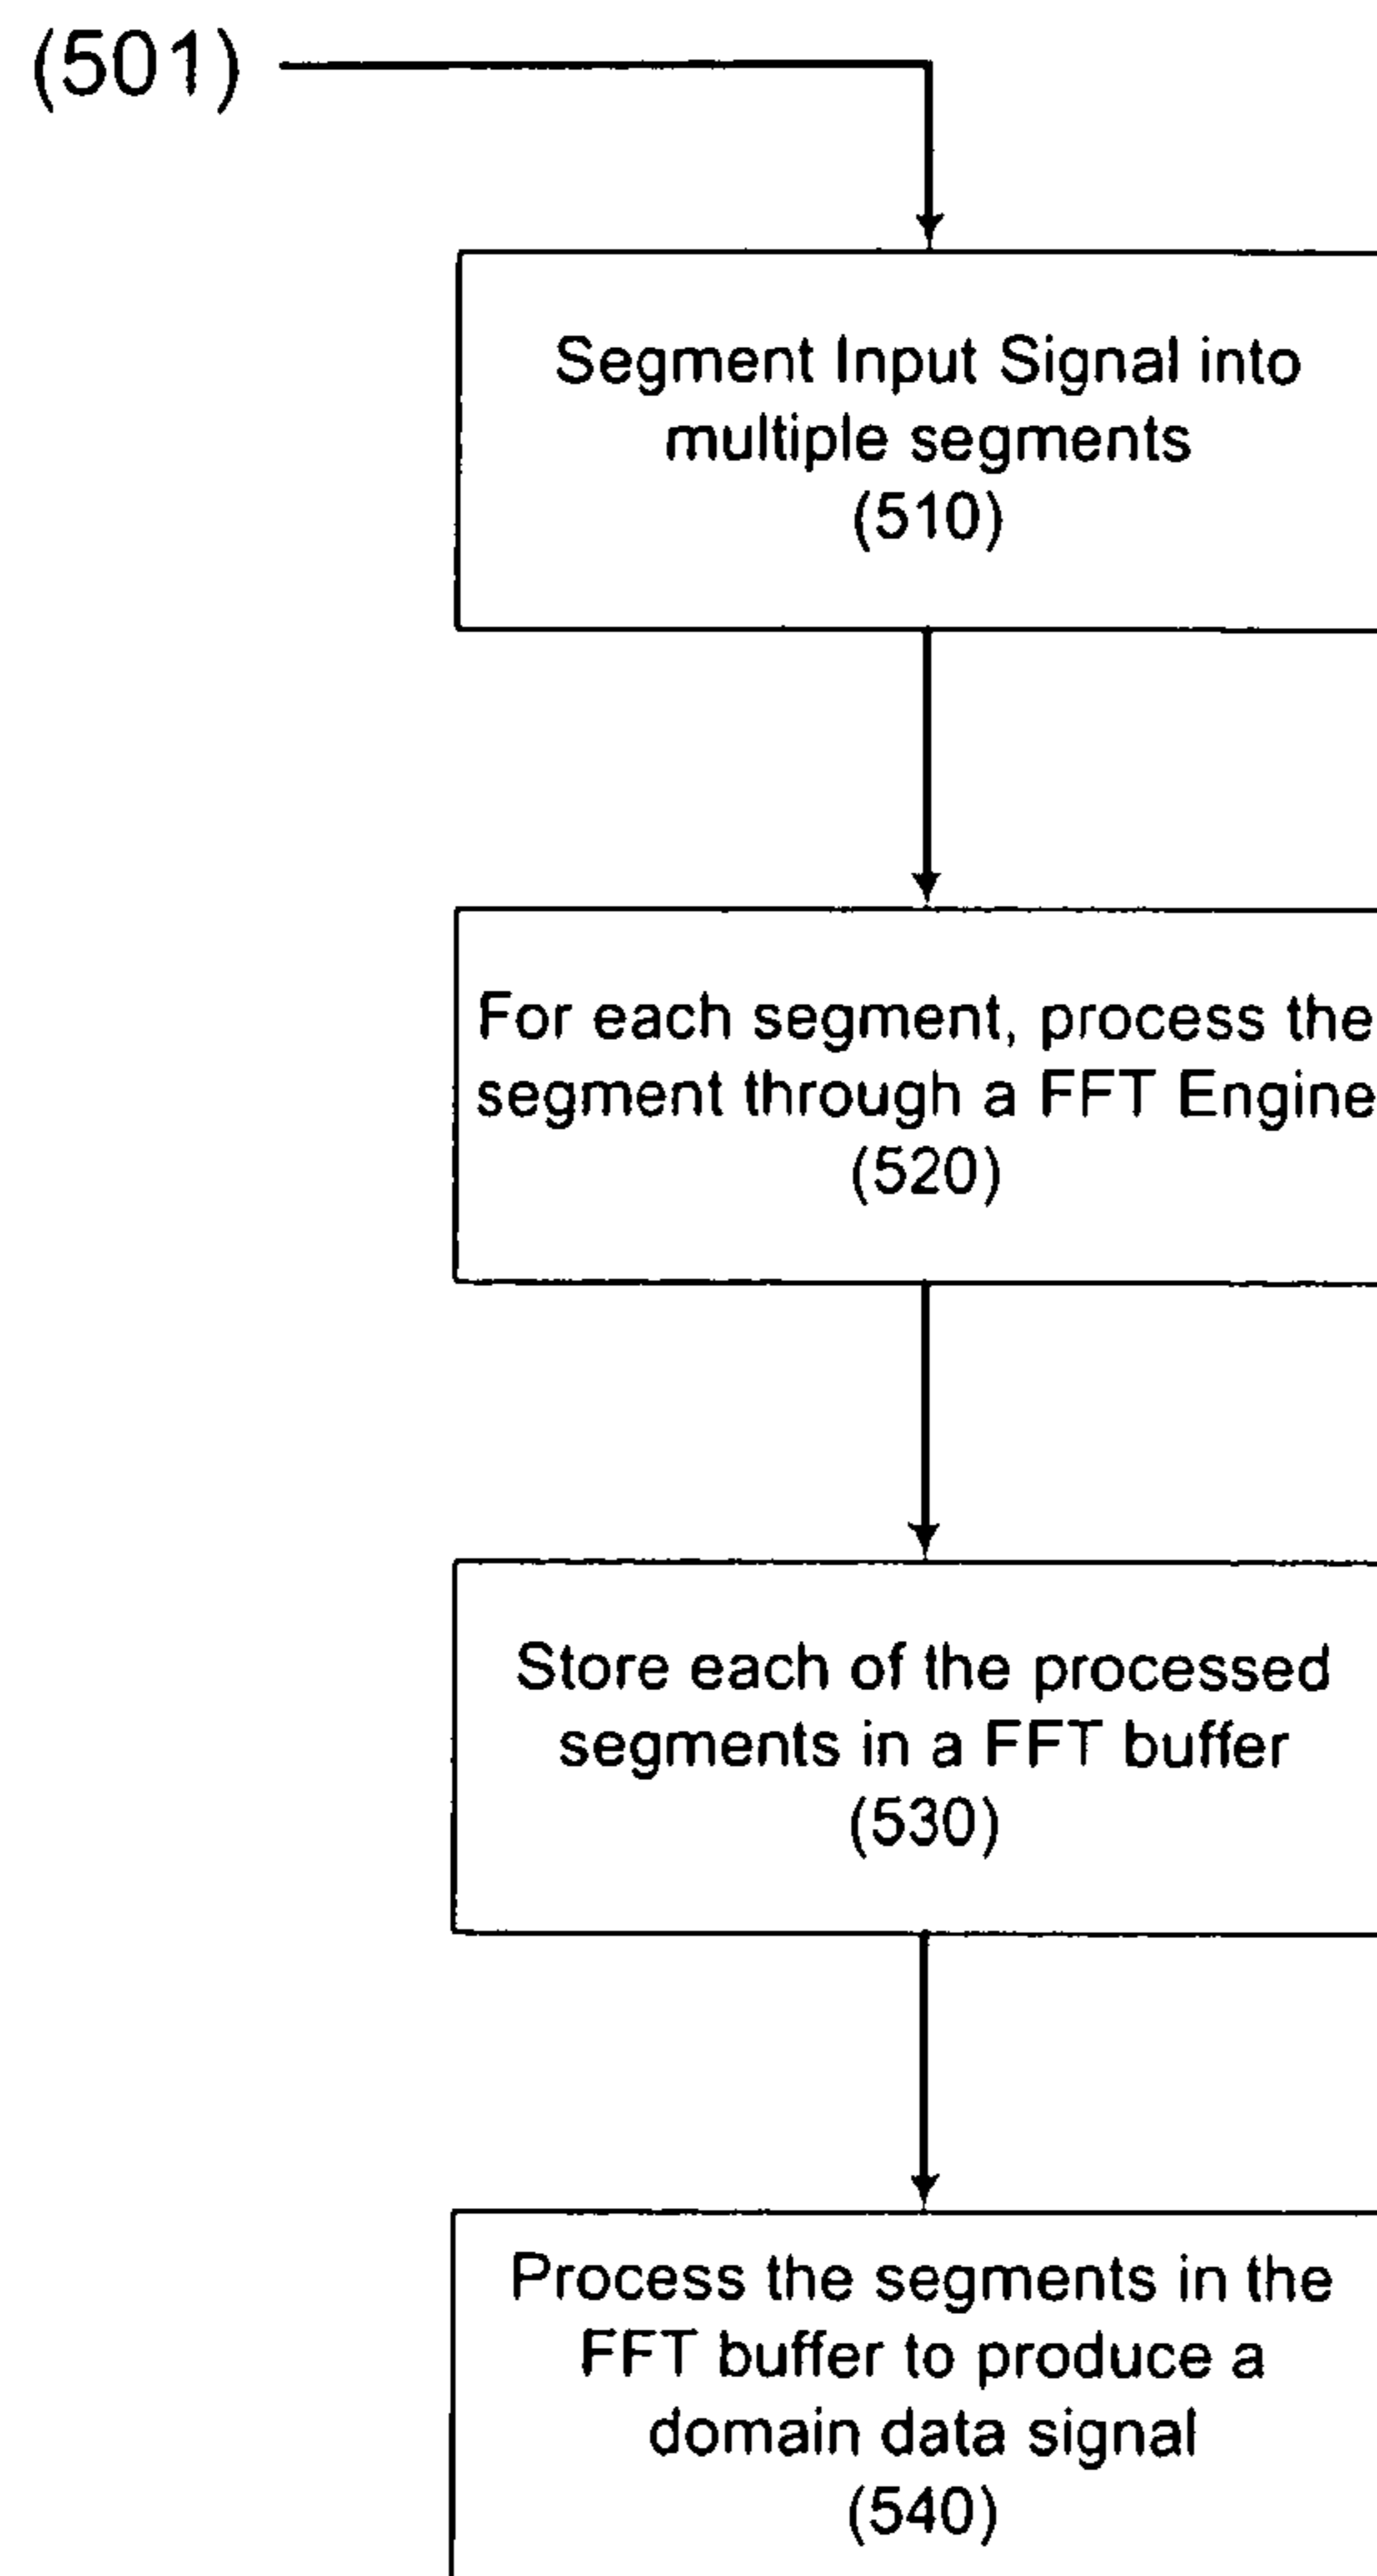 (501)
Segment Input Signal into
multiple segments
(510)
For each segment, process the
segment through a FFT Engine
(520)
Store each of the processed
segments in a FFT buffer
(530)
Process the segments in the
FFT buffer to produce a
domain data signal
(540)